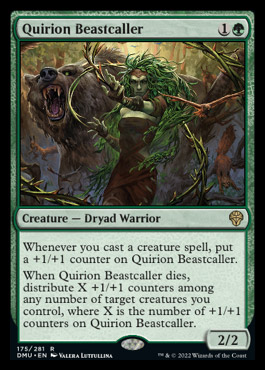 Quirion Beastcaller 1
Creature — Dryad Warrior
Whenever you cast a creature spell, put
a +1/+1 counter on Quirion Beastcaller.
When Quirion Beastcaller dies,
distribute X +1/+1 counters among
any number of target creatures you
control, where X is the number of +1/+1
counters on Quirion Beastcaller.
2/2
175/281 R
DMU • EN VALERA LUTFULLINA
™ & © 2022 Wizards of the Coast